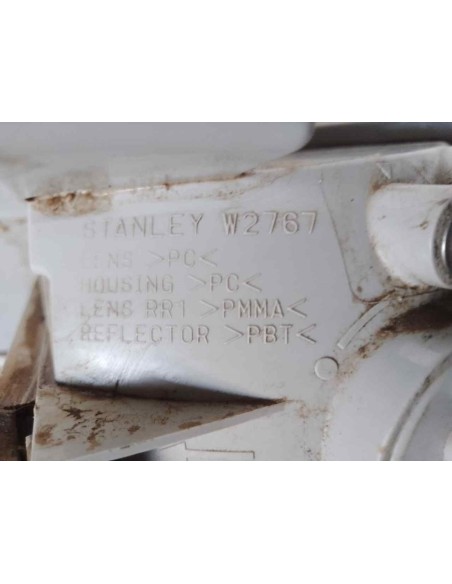 STANLEY W2767
LENS >PC<
HOUSING >PC<
LENS RR1 >PMMA<
REFLECTOR >PBT<